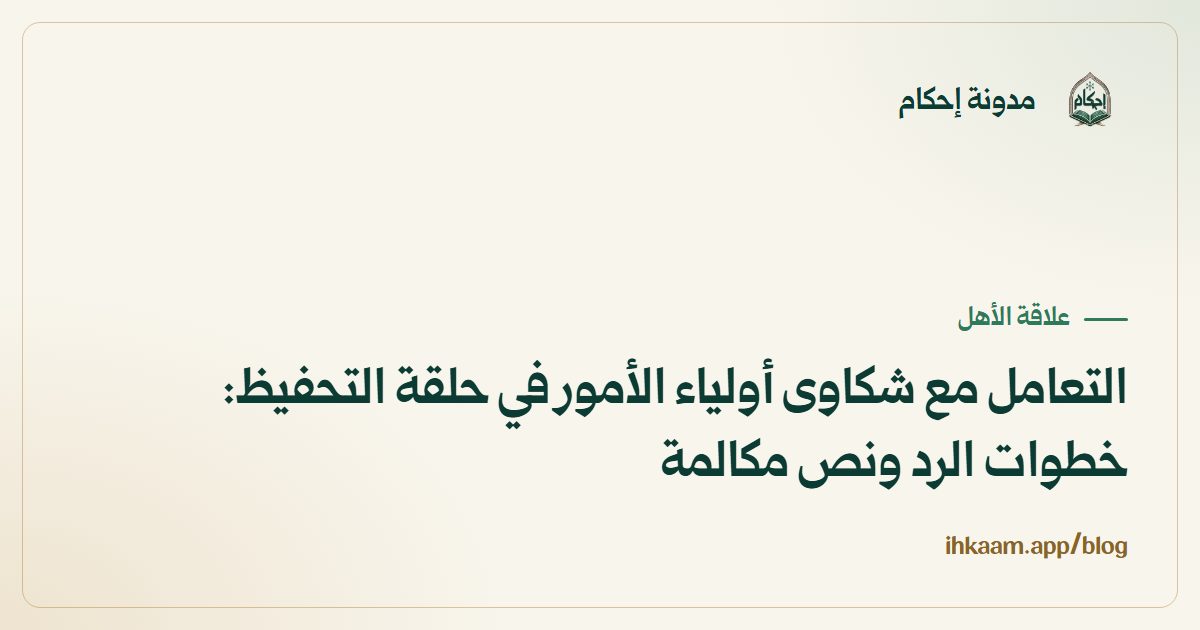 إحكام
مدونة إحكام
علاقة الأهل
التعامل مع شكاوى أولياء الأمور في حلقة التحفيظ:
خطوات الرد ونص مكالمة
ihkaam.app/blog